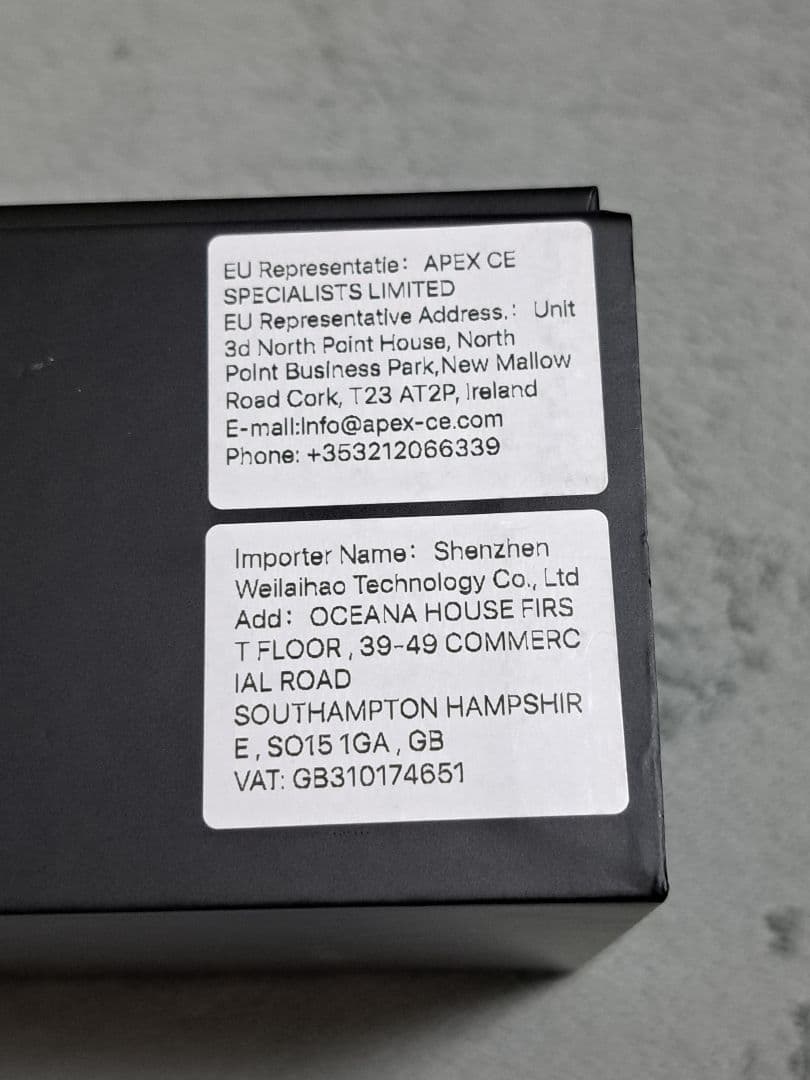 EU Representatie： APEX CE
SPECIALISTS LIMITED
EU Representative Address.： Unit
3d North Point House, North
Point Business Park,New Mallow
Road Cork, T23 AT2P, Ireland
E-mail:Info@apex-ce.com
Phone: +353212066339
Importer Name： Shenzhen
Weilaihao Technology Co., Ltd
Add： OCEANA HOUSE FIRS
T FLOOR , 39-49 COMMERC
IAL ROAD
SOUTHAMPTON HAMPSHIR
E , SO15 1GA , GB
VAT: GB310174651